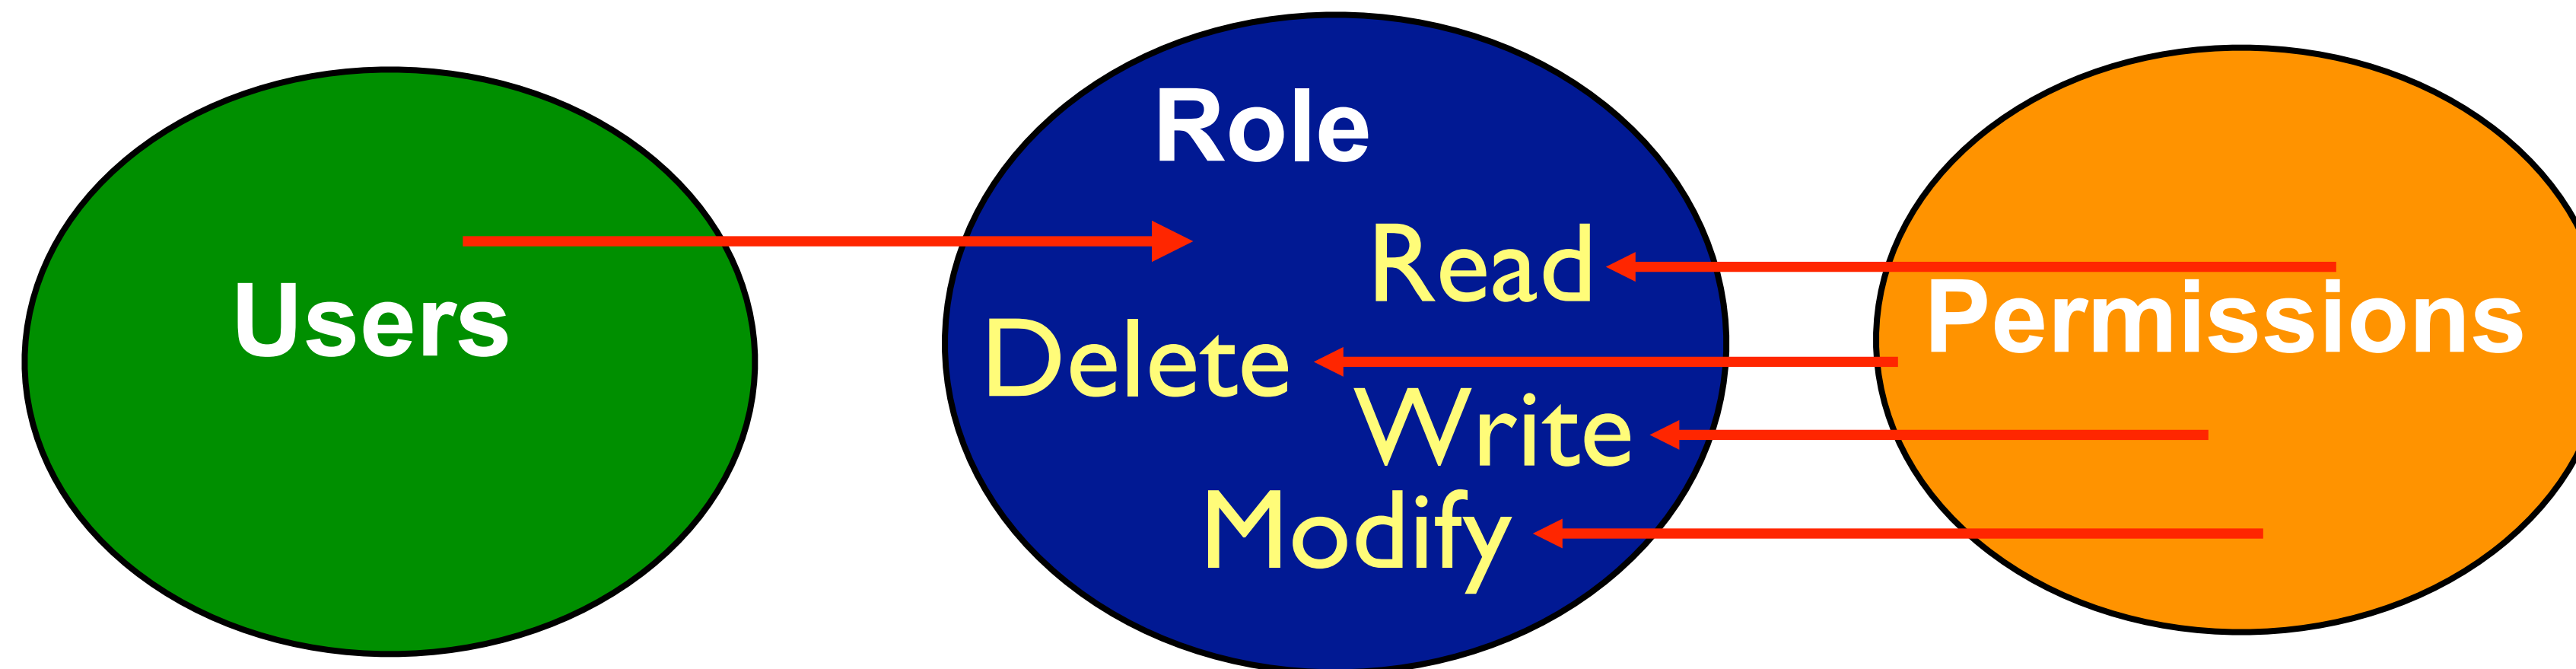 Users
Role
Read
Delete
Write
Modify
Permissions